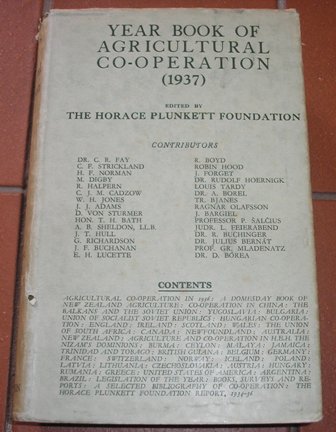 YEAR BOOK OF
AGRICULTURAL
CO-OPERATION
(1937)
EDITED BY
THE HORACE PLUNKETT FOUNDATION
CONTRIBUTORS
DR. C. R. FAY
C. F. STRICKLAND
H. F. NORMAN
M. DIGBY
R. HALPERN
C. J. M. CADZOW
W. H. JONES
J. J. ADAMS
D. VON STURMER
HON. T. H. BATH
A. B. SHELDON, LL.B.
J. T. HULL
G. RICHARDSON
J. F. BUCHANAN
E. H. LUCETTE
R. BOYD
ROBIN HOOD
J. FORGET
DR. RUDOLF HOERNIGK
LOUIS TARDY
DR. A. BOREL
TR. BJANES
RAGNAR OLAFSSON
J. BARGIEL
PROFESSOR P. ŠALČIUS
JUDR. L. FEIERABEND
DR. R. BUCHINGER
DR. JULIUS BERNÁT
PROF. GR. MLADENATZ
DR. D. BÓREA
CONTENTS
AGRICULTURAL CO-OPERATION IN 1936: A DOMESDAY BOOK OF
NEW ZEALAND AGRICULTURE: CO-OPERATION IN CHINA: THE
BALKANS AND THE SOVIET UNION: YUGOSLAVIA: BULGARIA:
UNION OF SOCIALIST SOVIET REPUBLICS: HUNGARIAN CO-OPERA-
TION: ENGLAND: IRELAND: SCOTLAND: WALES: THE UNION
OF SOUTH AFRICA: CANADA: NEWFOUNDLAND: AUSTRALIA:
NEW ZEALAND: AGRICULTURE AND CO-OPERATION IN H.E.H. THE
NIZAM'S DOMINIONS: BURMA: CEYLON: MALAYA: JAMAICA:
TRINIDAD AND TOBAGO: BRITISH GUIANA: BELGIUM: GERMANY:
FRANCE: SWITZERLAND: NORWAY: ICELAND: POLAND:
LATVIA: LITHUANIA: CZECHOSLOVAKIA: AUSTRIA: HUNGARY:
RUMANIA: GREECE: UNITED STATES OF AMERICA: ARGENTINA:
BRAZIL: LEGISLATION OF THE YEAR: BOOKS, SURVEYS AND RE-
PORTS: A SELECTED BIBLIOGRAPHY OF CO-OPERATION: THE
HORACE PLUNKETT FOUNDATION REPORT, 1935-36